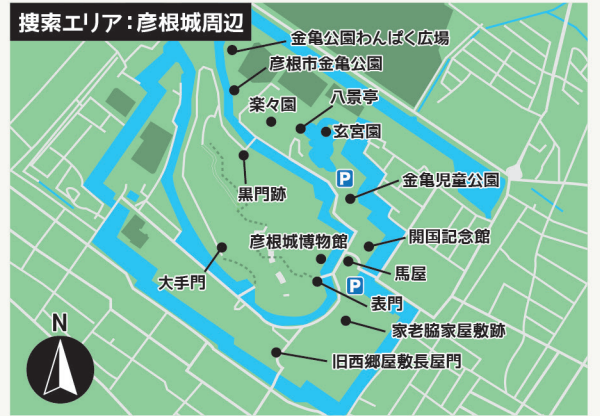 捜索エリア：彦根城周辺
金亀公園わんぱく広場
彦根市金亀公園
楽々園
八景亭
玄宮園
P
黒門跡
金亀児童公園
彦根城博物館
開国記念館
大手門
馬屋
P
表門
家老脇家屋敷跡
旧西郷屋敷長屋門
N